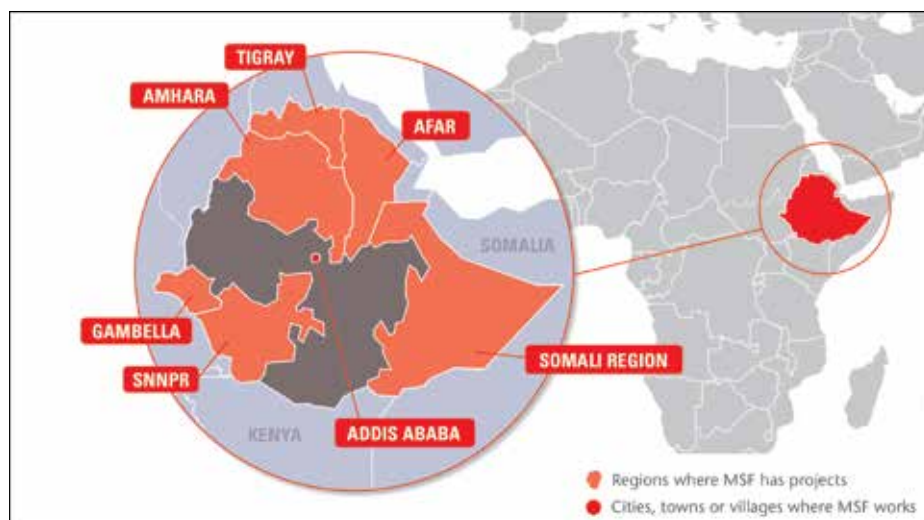 TIGRAY
AMHARA
AFAR
SOMALIA
GAMBELLA
SNNPR
SOMALI REGION
KENYA
ADDIS ABABA
Regions where MSF has projects
Cities, towns or villages where MSF works